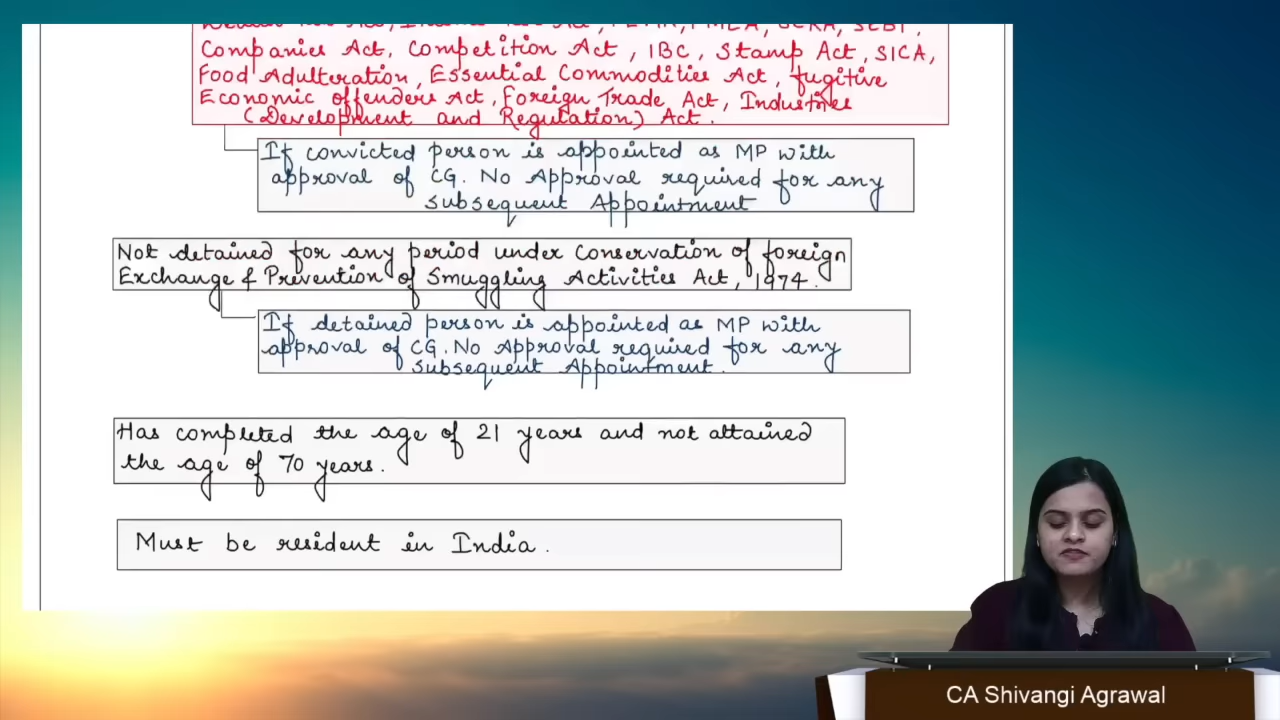 Companies Act, Competition Act, IBC, Stamp Act, SICA,
Food Adulteration, Essential Commodities Act, fugitive
Economic offenders Act, Foreign Trade Act, Industries
(Development and Regulation) Act.
If convicted person is appointed as MP with
approval of CG. No Approval required for any
subsequent Appointment
Not detained for any period under Conservation of foreign
Exchange & Prevention of Smuggling Activities Act, 1974.
If detained person is appointed as MP with
approval of CG. No Approval required for any
subsequent Appointment.
Has completed the age of 21 years and not attained
the age of 70 years.
Must be resident in India.
CA Shivangi Agrawal